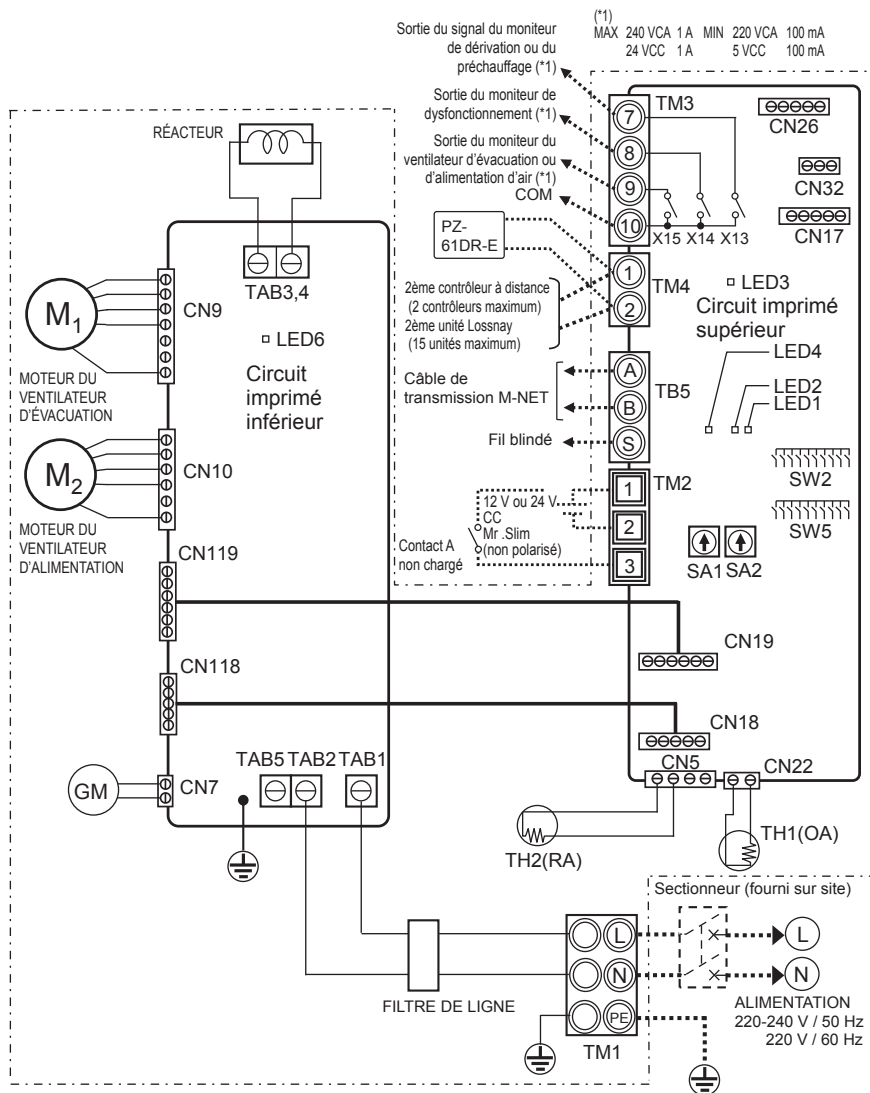 (*1)
MAX 240 VCA 1 A MIN 220 VCA 100 mA
24 VCC 1 A 5 VCC 100 mA
Sortie du signal du moniteur
de dérivation ou du
préchauffage (*1)
Sortie du moniteur de
dysfonctionnement (*1)
Sortie du moniteur du
ventilateur d'évacuation ou
d'alimentation d'air (*1)
COM
7
8
9
10
TM3
X15 X14 X13
CN26
CN32
CN17
PZ-
61DR-E
2ème contrôleur à distance
(2 contrôleurs maximum)
2ème unité Lossnay
(15 unités maximum)
1
2
TM4
LED3
Circuit imprimé
supérieur
LED4
LED2
LED1
Câble de
transmission M-NET
Fil blindé
A
B
S
TB5
SW2
SW5
SA1 SA2
12 V ou 24 V
CC
Mr .Slim
(non polarisé)
Contact A
non chargé
1
2
3
TM2
RÉACTEUR
TAB3,4
LED6
Circuit
imprimé
inférieur
M1
CN9
MOTEUR DU
VENTILATEUR
D'ÉVACUATION
M2
CN10
MOTEUR DU
VENTILATEUR
D'ALIMENTATION
CN119
CN19
CN118
CN18
GM
CN7
TAB5 TAB2 TAB1
CN5
CN22
TH2(RA)
TH1(OA)
FILTRE DE LIGNE
L
N
PE
TM1
Sectionneur (fourni sur site)
L
N
ALIMENTATION
220-240 V / 50 Hz
220 V / 60 Hz